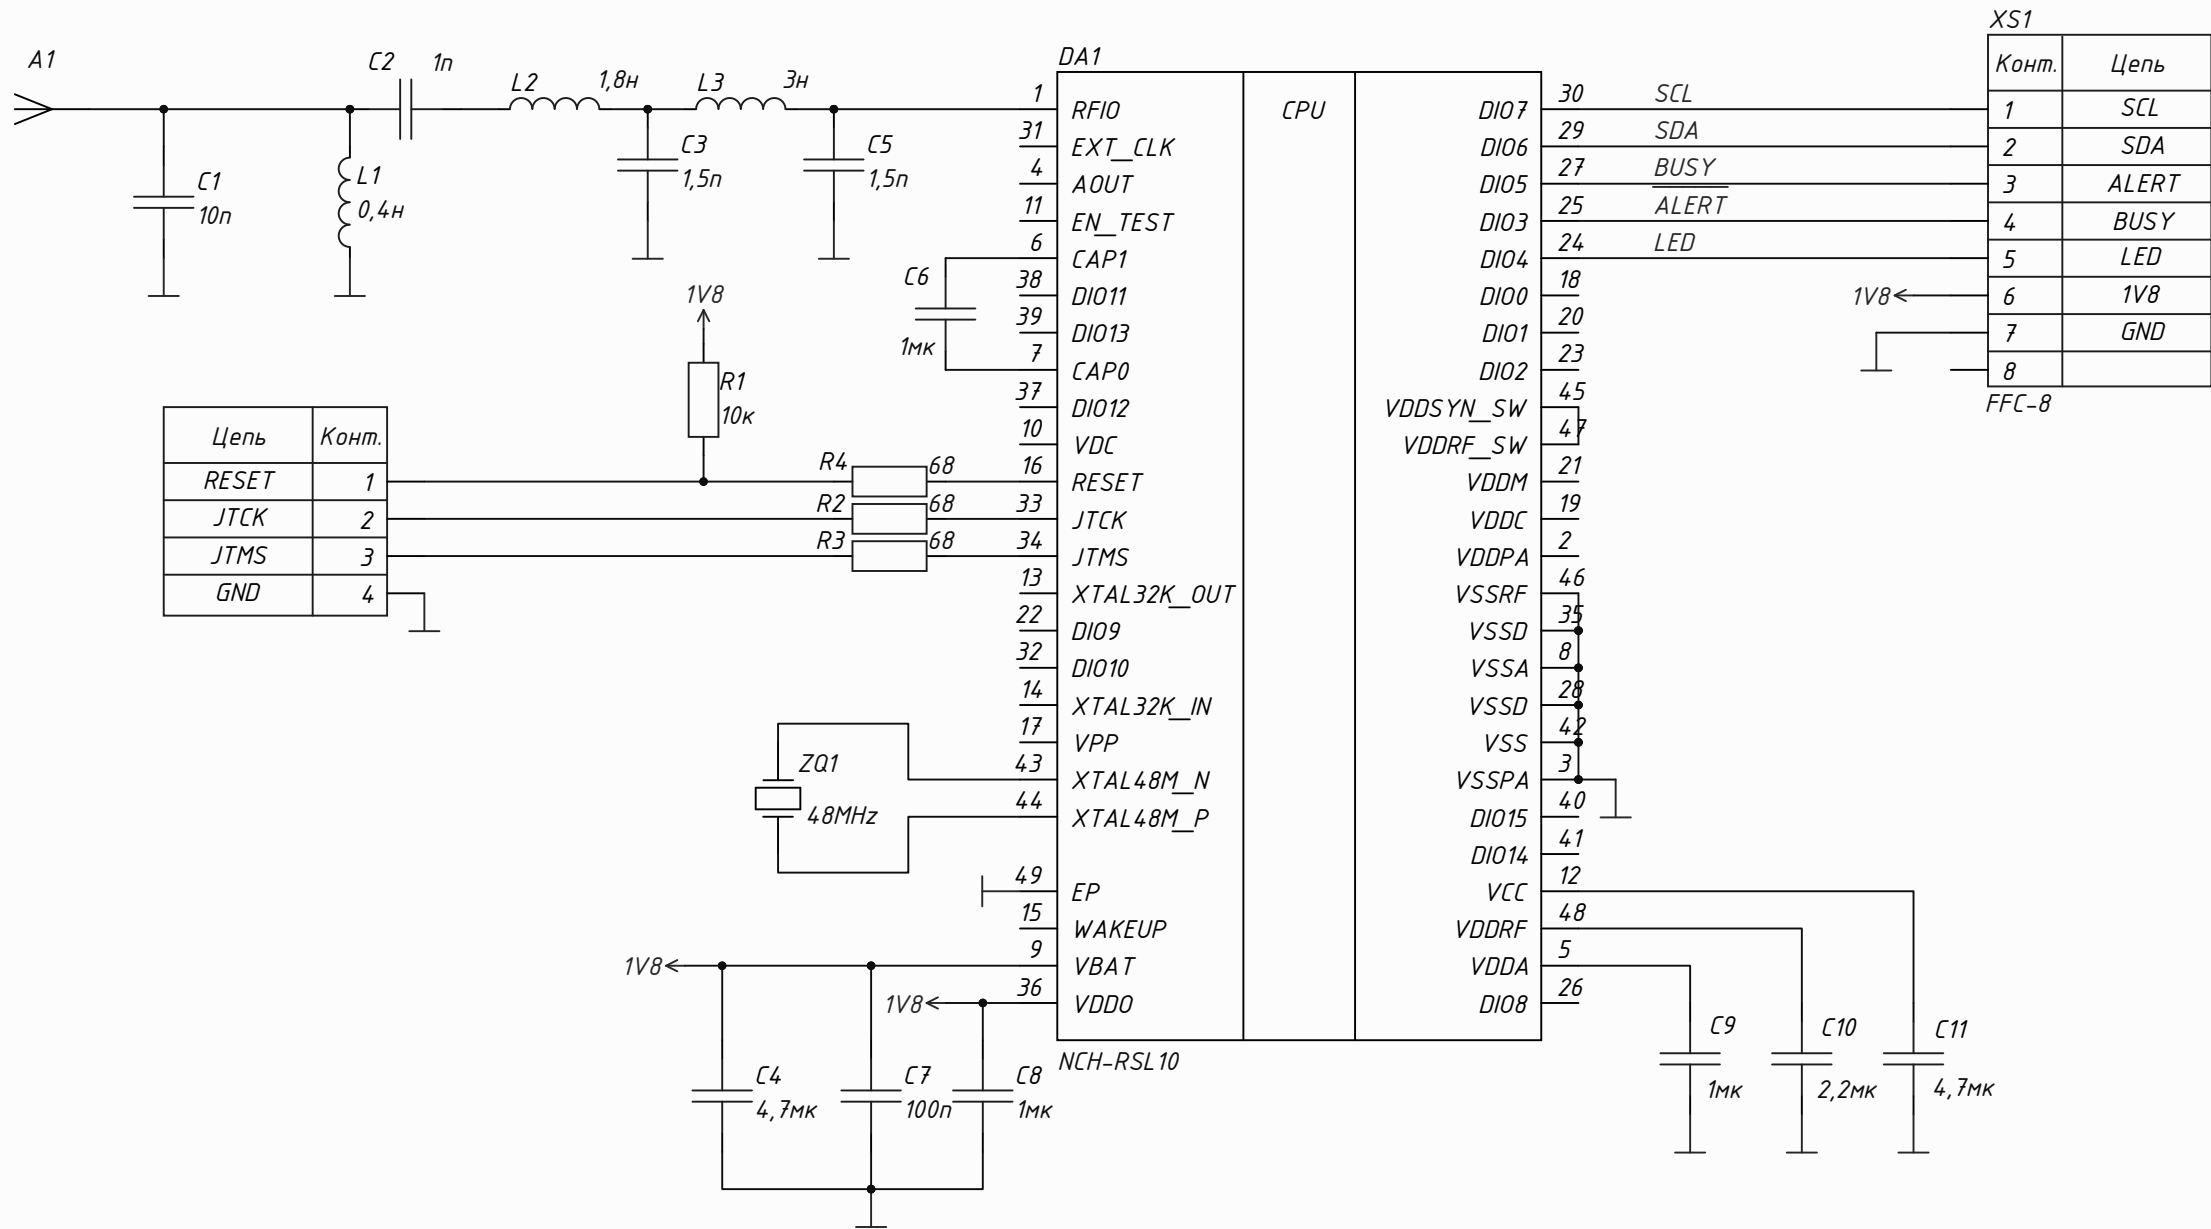 A1
C2 1п
L2 1,8н
L3 3н
C1
10п
L1
0,4н
C3
1,5п
C5
1,5п
C6
1мк
1V8
R1
10к
Цепь Конт.
RESET 1
JTCK 2
JTMS 3
GND 4
R4 68
R2 68
R3 68
ZQ1
48MHz
1V8
1V8
C4
4,7мк
C7
100п
C8
1мк
DA1
CPU
1 RFIO
31 EXT_CLK
4 AOUT
11 EN_TEST
6 CAP1
38 DIO11
39 DIO13
7 CAP0
37 DIO12
10 VDC
16 RESET
33 JTCK
34 JTMS
13 XTAL32K_OUT
22 DIO9
32 DIO10
14 XTAL32K_IN
17 VPP
43 XTAL48M_N
44 XTAL48M_P
49 EP
15 WAKEUP
9 VBAT
36 VDDO
DIO7 30 SCL
DIO6 29 SDA
DIO5 27 BUSY
DIO3 25 ALERT
DIO4 24 LED
DIO0 18
DIO1 20
DIO2 23
VDDSYN_SW 45
VDDRF_SW 47
VDDM 21
VDDC 19
VDDPA 2
VSSRF 46
VSSD 35
VSSA 8
VSSD 28
VSS 42
VSSPA 3
DIO15 40
DIO14 41
VCC 12
VDDRF 48
VDDA 5
DIO8 26
NCH-RSL10
C9
1мк
C10
2,2мк
C11
4,7мк
XS1
Конт. Цепь
1 SCL
2 SDA
3 ALERT
4 BUSY
5 LED
1V8 6 1V8
7 GND
8
FFC-8